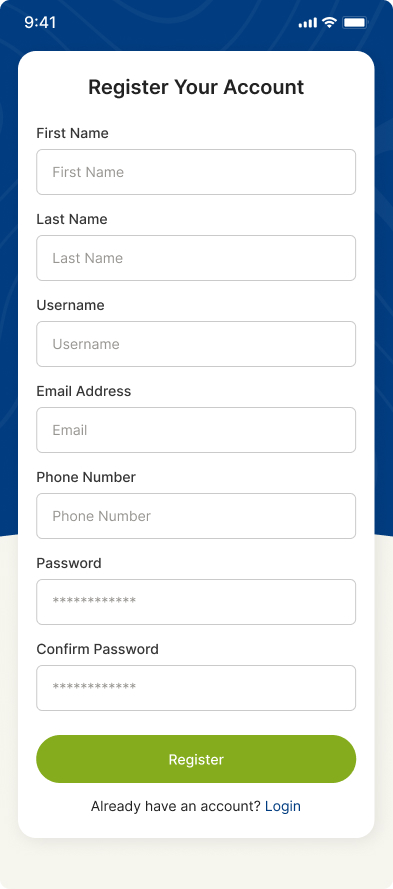 9:41
Register Your Account
First Name
First Name
Last Name
Last Name
Username
Username
Email Address
Email
Phone Number
Phone Number
Password
************
Confirm Password
************
Register
Already have an account? Login